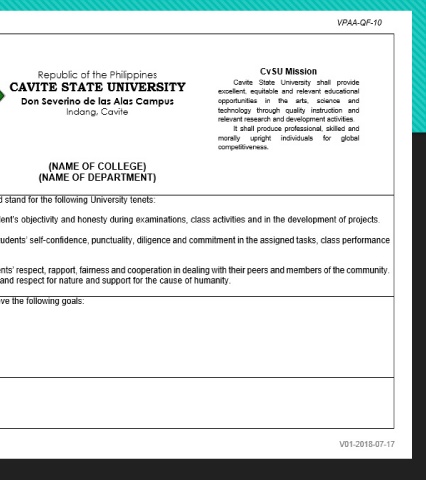 VPAA-QF-10
Republic of the Philippines
CAVITE STATE UNIVERSITY
Don Severino de las Alas Campus
Indang, Cavite
CvSU Mission
Cavite State University shall provide
excellent, equitable and relevant educational
opportunities in the arts, science and
technology through quality instruction and
relevant research and development activities.
It shall produce professional, skilled and
morally upright individuals for global
competitiveness.
(NAME OF COLLEGE)
(NAME OF DEPARTMENT)
d stand for the following University tenets:
ent's objectivity and honesty during examinations, class activities and in the development of projects.
udents' self-confidence, punctuality, diligence and commitment in the assigned tasks, class performance
nts' respect, rapport, fairness and cooperation in dealing with their peers and members of the community.
and respect for nature and support for the cause of humanity.
ve the following goals:
V01-2018-07-17